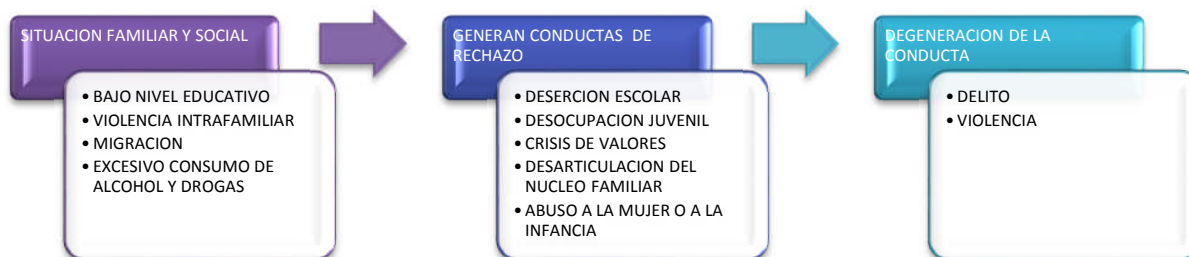 SITUACION FAMILIAR Y SOCIAL
• BAJO NIVEL EDUCATIVO
• VIOLENCIA INTRAFAMILIAR
• MIGRACION
• EXCESIVO CONSUMO DE
ALCOHOL Y DROGAS
GENERAN CONDUCTAS DE
RECHAZO
• DESERCION ESCOLAR
• DESOCUPACION JUVENIL
• CRISIS DE VALORES
• DESARTICULACION DEL
NUCLEO FAMILIAR
• ABUSO A LA MUJER O A LA
INFANCIA
DEGENERACION DE LA
CONDUCTA
• DELITO
• VIOLENCIA